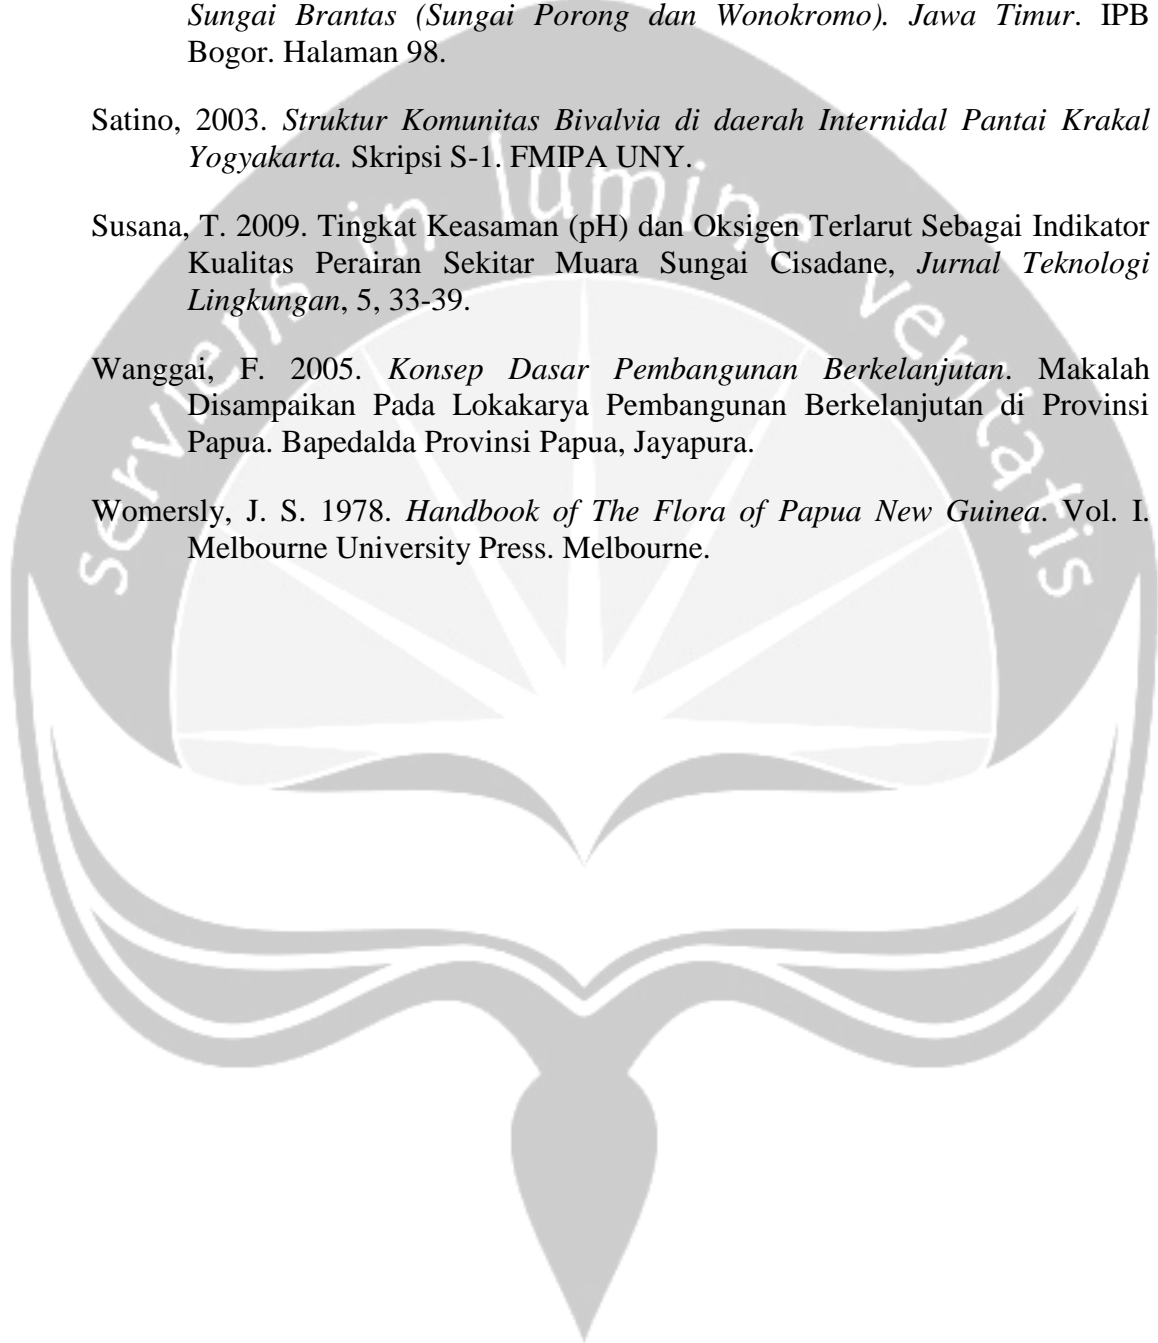 Sungai Brantas (Sungai Porong dan Wonokromo). Jawa Timur. IPB
Bogor. Halaman 98.
Satino, 2003. Struktur Komunitas Bivalvia di daerah Internidal Pantai Krakal
Yogyakarta. Skripsi S-1. FMIPA UNY.
Susana, T. 2009. Tingkat Keasaman (pH) dan Oksigen Terlarut Sebagai Indikator
Kualitas Perairan Sekitar Muara Sungai Cisadane, Jurnal Teknologi
Lingkungan, 5, 33-39.
Wanggai, F. 2005. Konsep Dasar Pembangunan Berkelanjutan. Makalah
Disampaikan Pada Lokakarya Pembangunan Berkelanjutan di Provinsi
Papua. Bapedalda Provinsi Papua, Jayapura.
Womersly, J. S. 1978. Handbook of The Flora of Papua New Guinea. Vol. I.
Melbourne University Press. Melbourne.
serviens in lumine veritatis